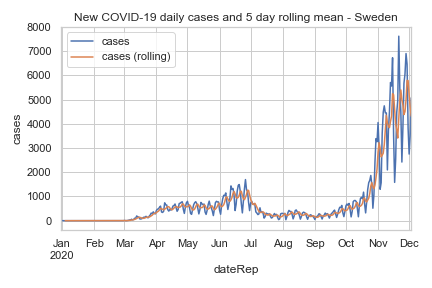 New COVID-19 daily cases and 5 day rolling mean - Sweden
8000
7000
6000
5000
4000
3000
2000
1000
0
cases
cases
cases (rolling)
Jan Feb Mar Apr May Jun Jul Aug Sep Oct Nov Dec
2020
dateRep